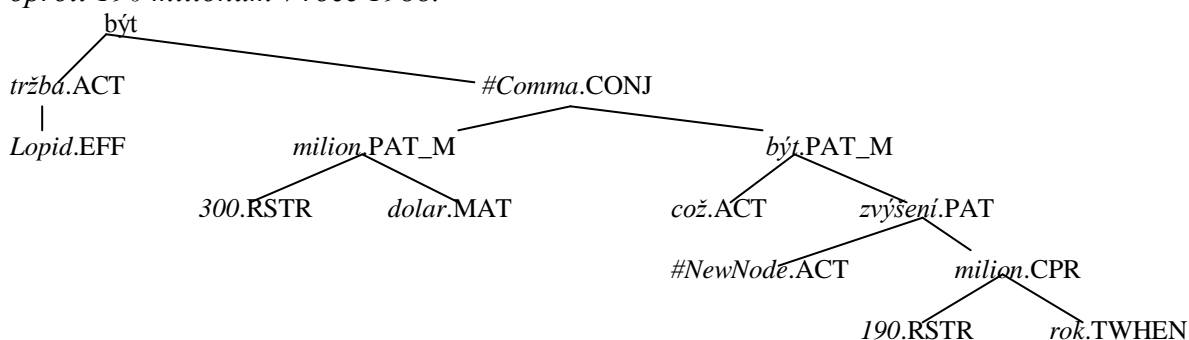 oproti 190 milionům v roce 1988.
být
tržba.ACT #Comma.CONJ
Lopid.EFF milion.PAT_M být.PAT_M
300.RSTR dolar.MAT což.ACT zvýšení.PAT
#NewNode.ACT milion.CPR
190.RSTR rok.TWHEN